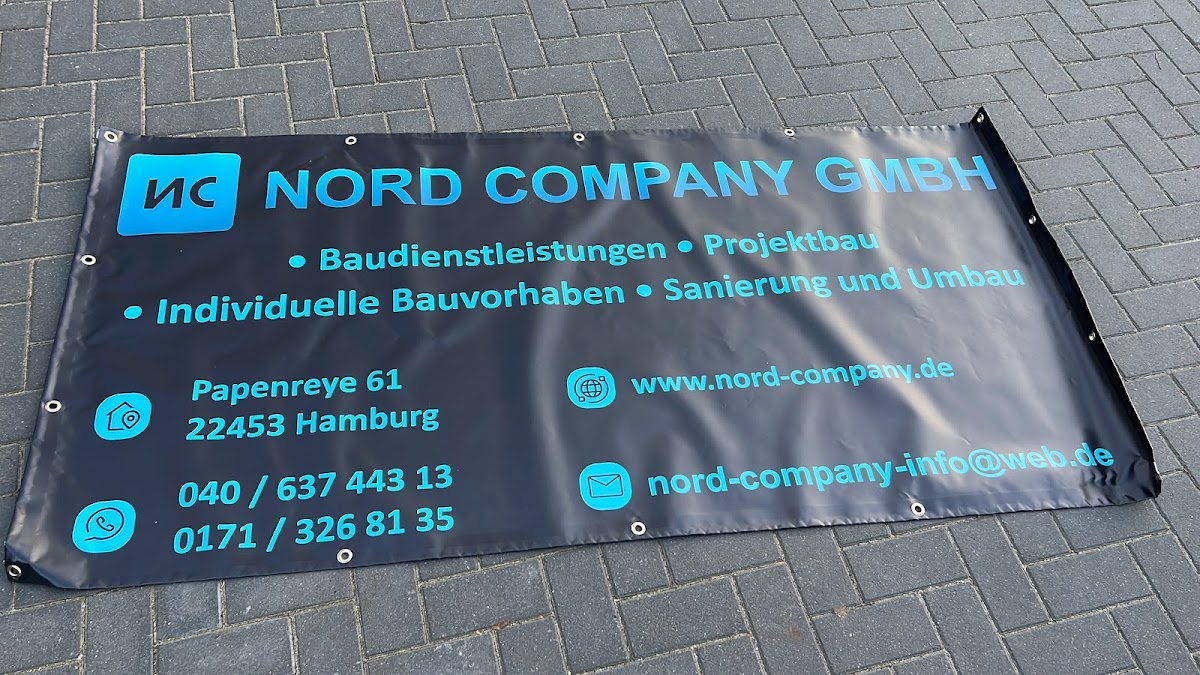 NC
NORD COMPANY GMBH
• Baudienstleistungen • Projektbau
• Individuelle Bauvorhaben • Sanierung und Umbau
Papenreye 61
22453 Hamburg
www.nord-company.de
040 / 637 443 13
0171 / 326 81 35
nord-company-info@web.de